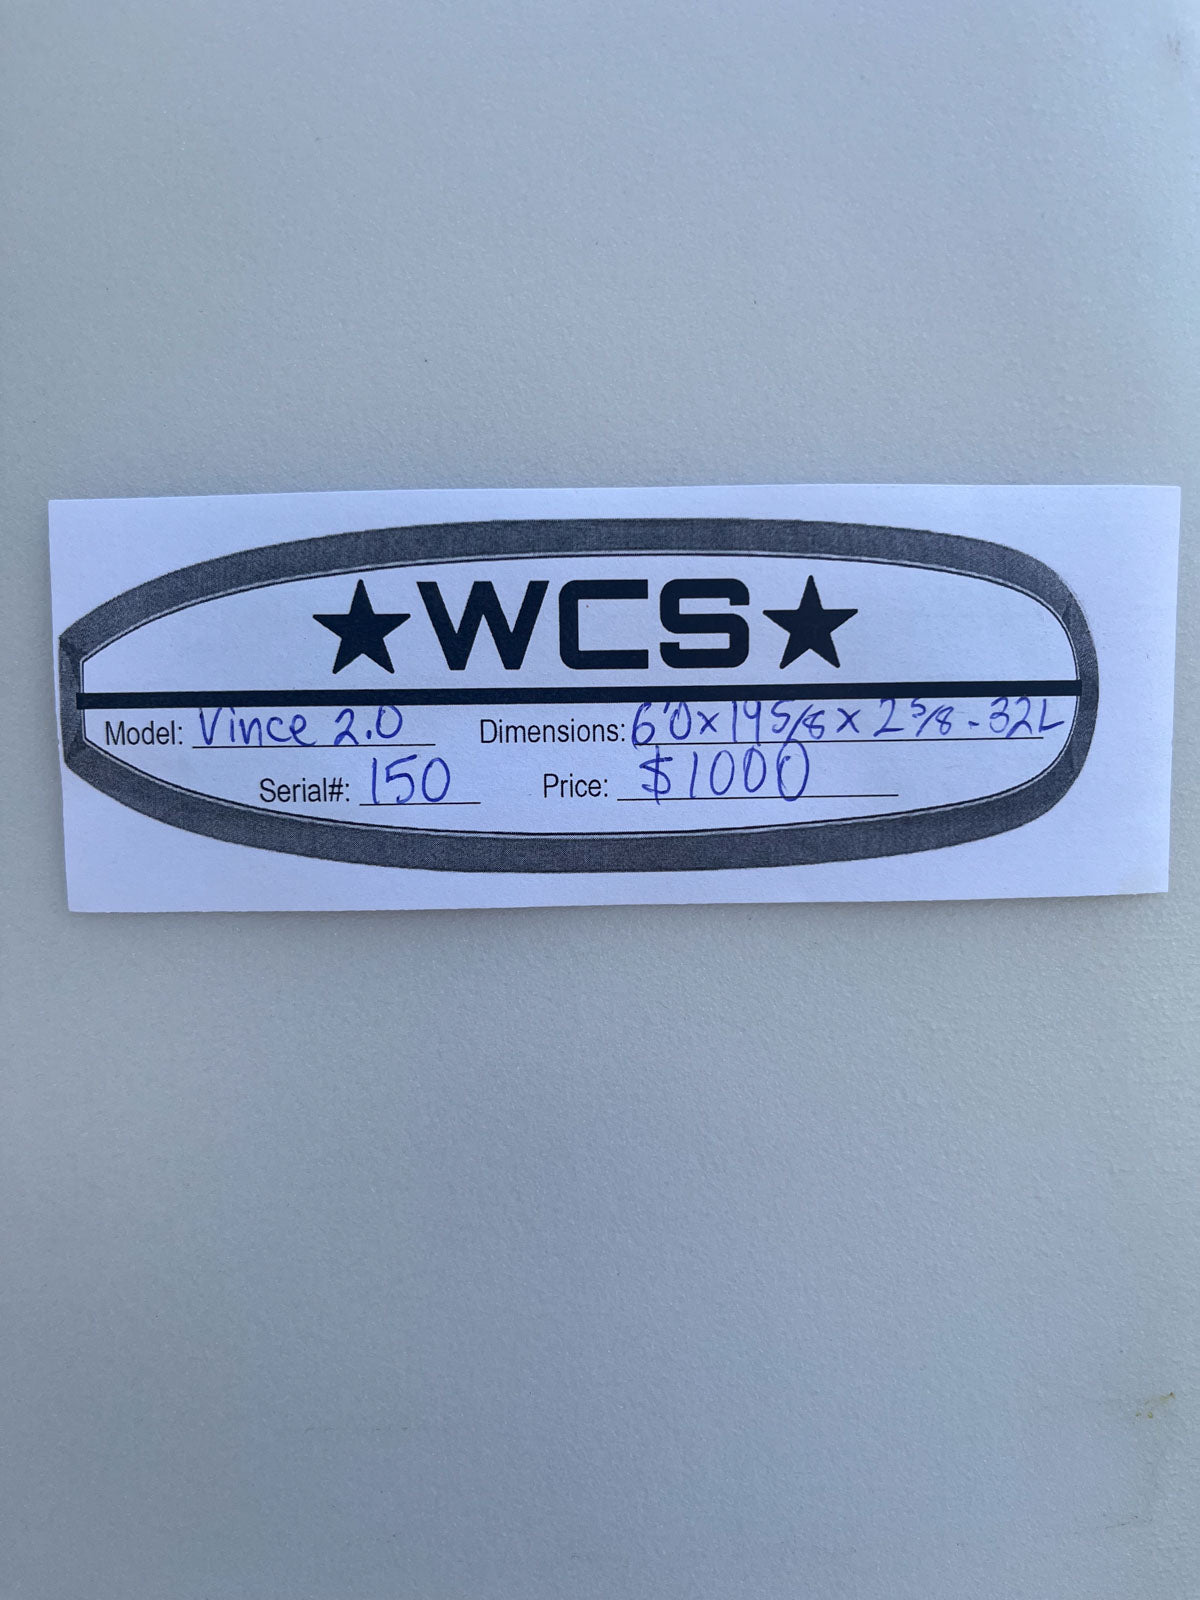 ★WCS★
Model: Vince 2.0 Dimensions: 6'0 x 19 5/8 x 2 5/8 - 32L
Serial#: 150 Price: $1000